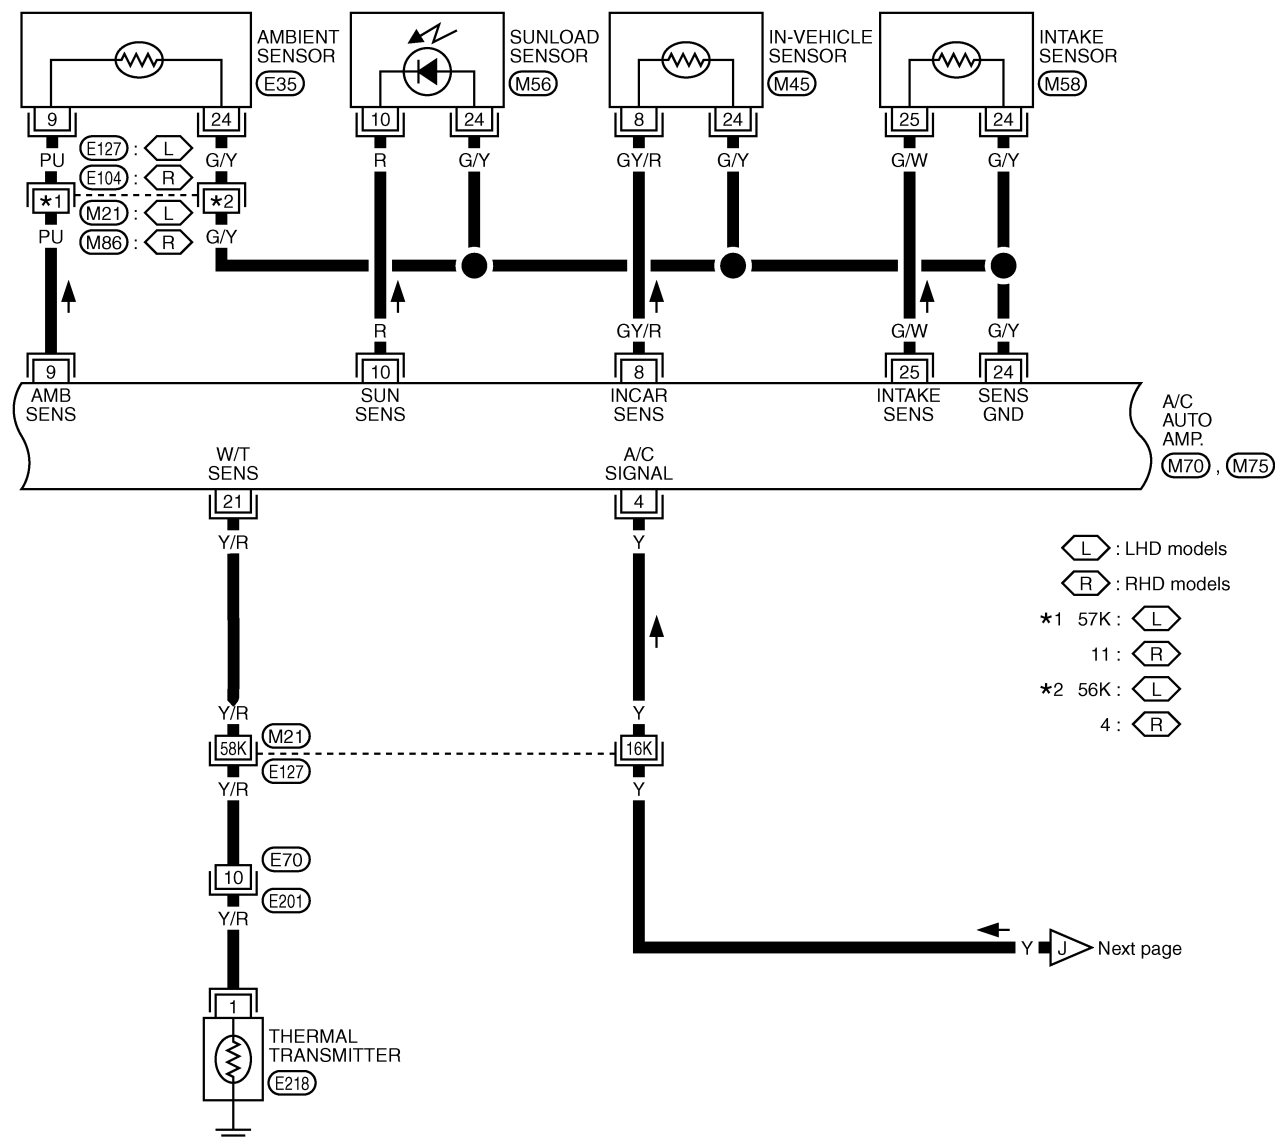 AMBIENT
SENSOR
E35
SUNLOAD
SENSOR
M56
IN-VEHICLE
SENSOR
M45
INTAKE
SENSOR
M58
9
24
10
24
8
24
25
24
PU
E127 : L
G/Y
R
G/Y
GY/R
G/Y
G/W
G/Y
E104 : R
*1
*2
M21 : L
PU
M86 : R
G/Y
R
GY/R
G/W
G/Y
9
10
8
25
24
AMB
SENS
SUN
SENS
INCAR
SENS
INTAKE
SENS
SENS
GND
A/C
AUTO
AMP.
M70 , M75
W/T
SENS
A/C
SIGNAL
21
4
Y/R
Y
L : LHD models
R : RHD models
*1 57K : L
11 : R
*2 56K : L
4 : R
Y/R
Y
M21
58K
16K
E127
Y/R
Y
E70
10
E201
Y/R
Y
J
Next page
1
THERMAL
TRANSMITTER
E218